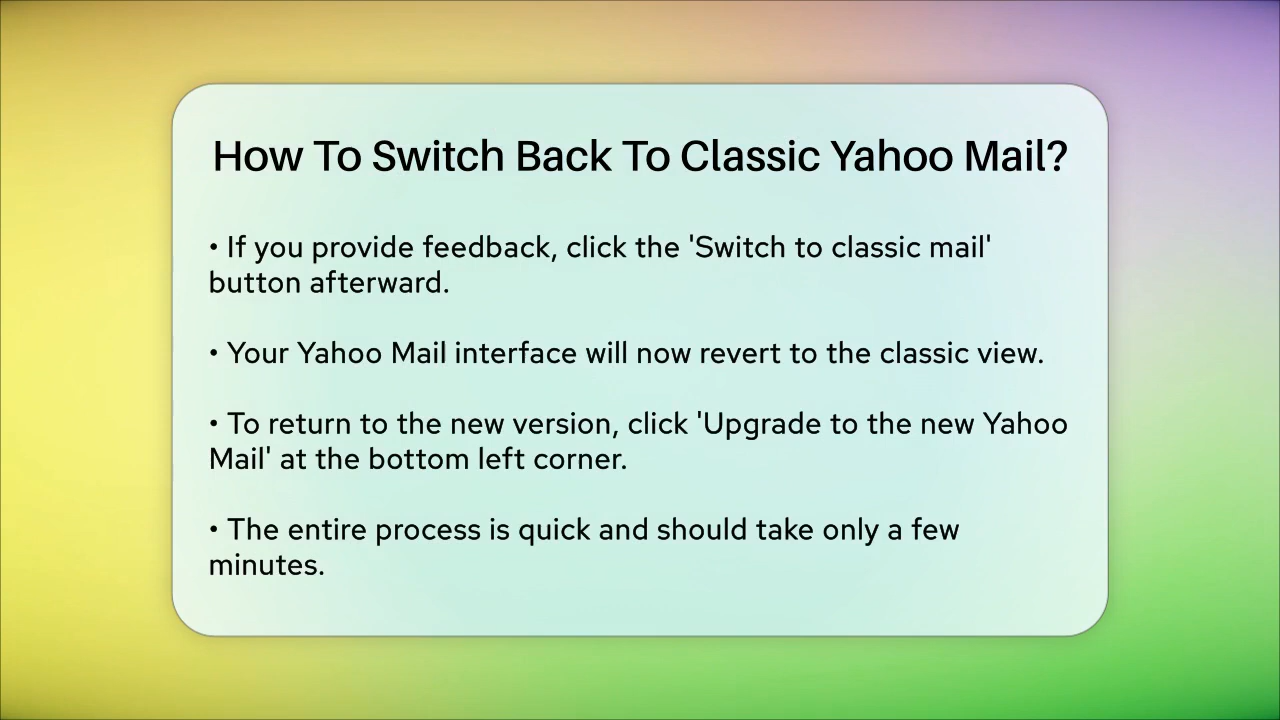 How To Switch Back To Classic Yahoo Mail?
• If you provide feedback, click the 'Switch to classic mail'
button afterward.
• Your Yahoo Mail interface will now revert to the classic view.
• To return to the new version, click 'Upgrade to the new Yahoo
Mail' at the bottom left corner.
• The entire process is quick and should take only a few
minutes.